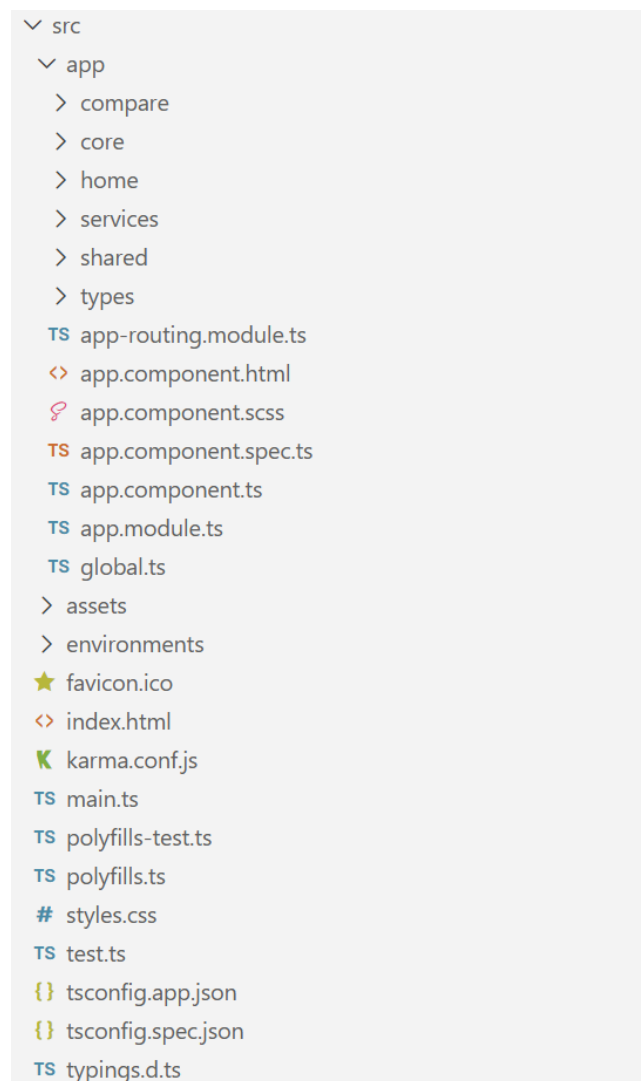 src
app
compare
core
home
services
shared
types
TS app-routing.module.ts
<> app.component.html
app.component.scss
TS app.component.spec.ts
TS app.component.ts
TS app.module.ts
TS global.ts
assets
environments
favicon.ico
<> index.html
K karma.conf.js
TS main.ts
TS polyfills-test.ts
TS polyfills.ts
# styles.css
TS test.ts
{} tsconfig.app.json
{} tsconfig.spec.json
TS typings.d.ts